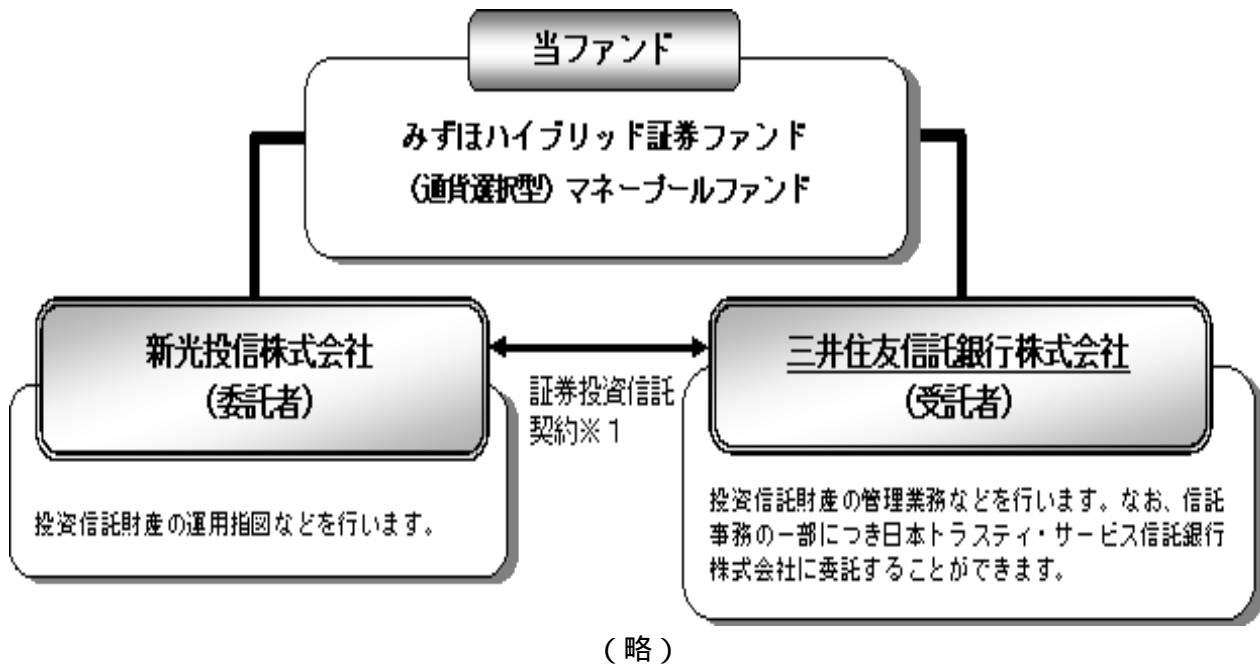 当ファンド
みずほハイブリッド証券ファンド
（通貨選択型）マネープールファンド
新光投信株式会社
（委託者）
証券投資信託
契約※１
三井住友信託銀行株式会社
（受託者）
投資信託財産の運用指図などを行います。
投資信託財産の管理業務などを行います。なお、信託
事務の一部につき日本トラスティ・サービス信託銀行
株式会社に委託することができます。
（略）